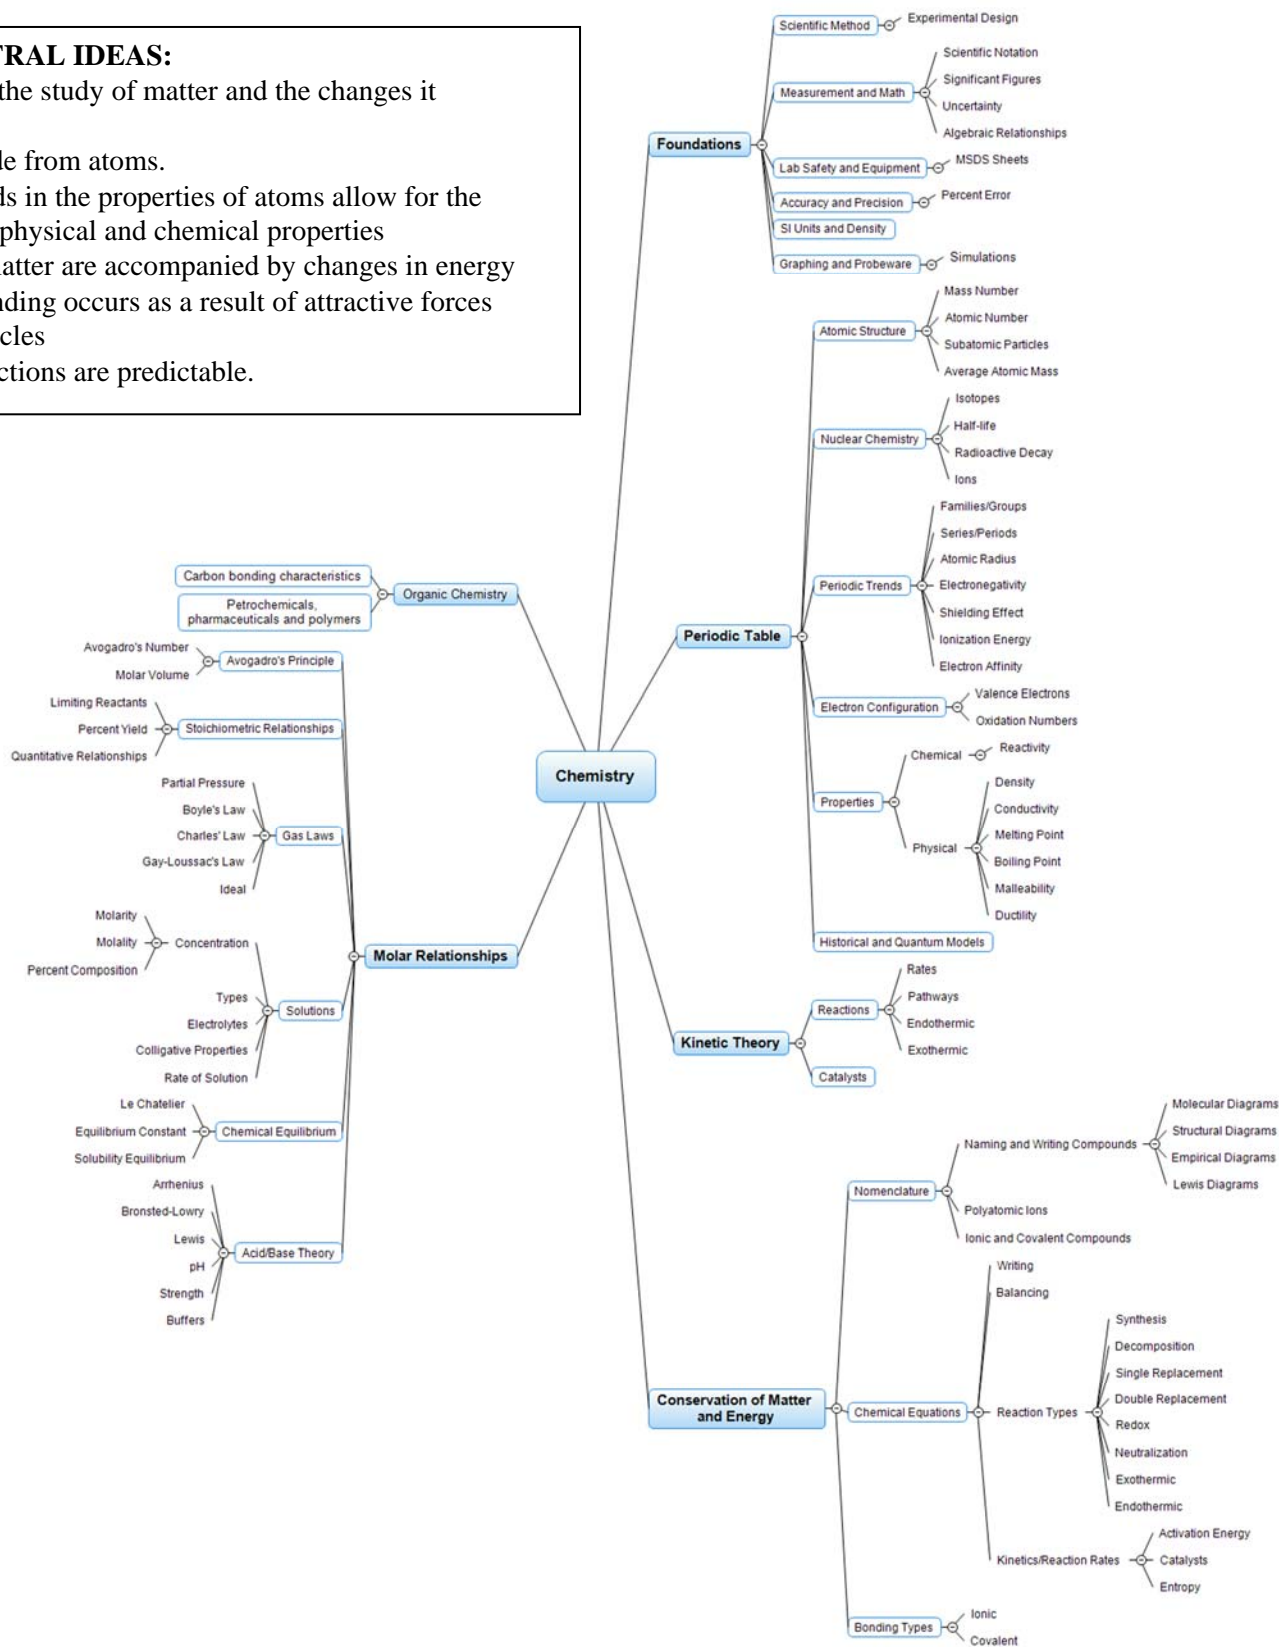 TRAL IDEAS:
the study of matter and the changes it
de from atoms.
ds in the properties of atoms allow for the
physical and chemical properties
natter are accompanied by changes in energy
nding occurs as a result of attractive forces
cles
ctions are predictable.
Chemistry
Foundations
Scientific Method
Experimental Design
Measurement and Math
Scientific Notation
Significant Figures
Uncertainty
Algebraic Relationships
Lab Safety and Equipment
MSDS Sheets
Accuracy and Precision
Percent Error
SI Units and Density
Graphing and Probeware
Simulations
Periodic Table
Atomic Structure
Mass Number
Atomic Number
Subatomic Particles
Average Atomic Mass
Nuclear Chemistry
Isotopes
Half-life
Radioactive Decay
Ions
Periodic Trends
Families/Groups
Series/Periods
Atomic Radius
Electronegativity
Shielding Effect
Ionization Energy
Electron Affinity
Electron Configuration
Valence Electrons
Oxidation Numbers
Properties
Chemical
Reactivity
Physical
Density
Conductivity
Melting Point
Boiling Point
Malleability
Ductility
Historical and Quantum Models
Kinetic Theory
Reactions
Rates
Pathways
Endothermic
Exothermic
Catalysts
Conservation of Matter
and Energy
Nomenclature
Naming and Writing Compounds
Molecular Diagrams
Structural Diagrams
Empirical Diagrams
Lewis Diagrams
Polyatomic Ions
Ionic and Covalent Compounds
Chemical Equations
Writing
Balancing
Reaction Types
Synthesis
Decomposition
Single Replacement
Double Replacement
Redox
Neutralization
Exothermic
Endothermic
Kinetics/Reaction Rates
Activation Energy
Catalysts
Entropy
Bonding Types
Ionic
Covalent
Organic Chemistry
Carbon bonding characteristics
Petrochemicals,
pharmaceuticals and polymers
Molar Relationships
Avogadro's Principle
Avogadro's Number
Molar Volume
Stoichiometric Relationships
Limiting Reactants
Percent Yield
Quantitative Relationships
Gas Laws
Partial Pressure
Boyle's Law
Charles' Law
Gay-Loussac's Law
Ideal
Solutions
Concentration
Molarity
Molality
Percent Composition
Types
Electrolytes
Colligative Properties
Rate of Solution
Chemical Equilibrium
Le Chatelier
Equilibrium Constant
Solubility Equilibrium
Acid/Base Theory
Arrhenius
Bronsted-Lowry
Lewis
pH
Strength
Buffers